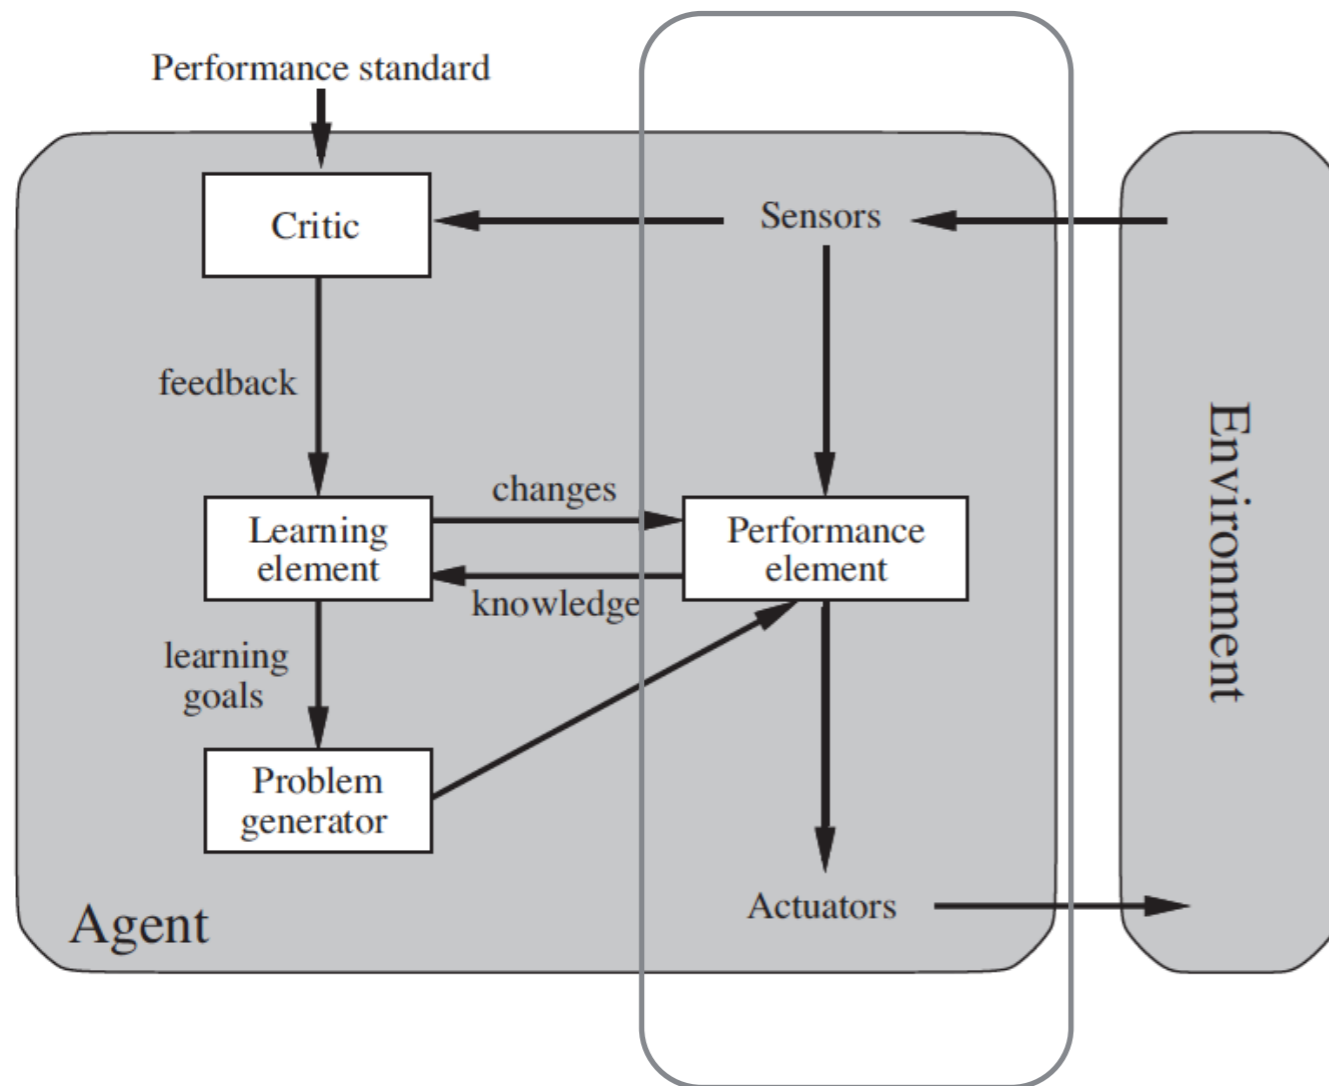 Performance standard
Critic
Sensors
feedback
changes
Learning
element
Performance
element
knowledge
learning
goals
Problem
generator
Actuators
Agent
Environment